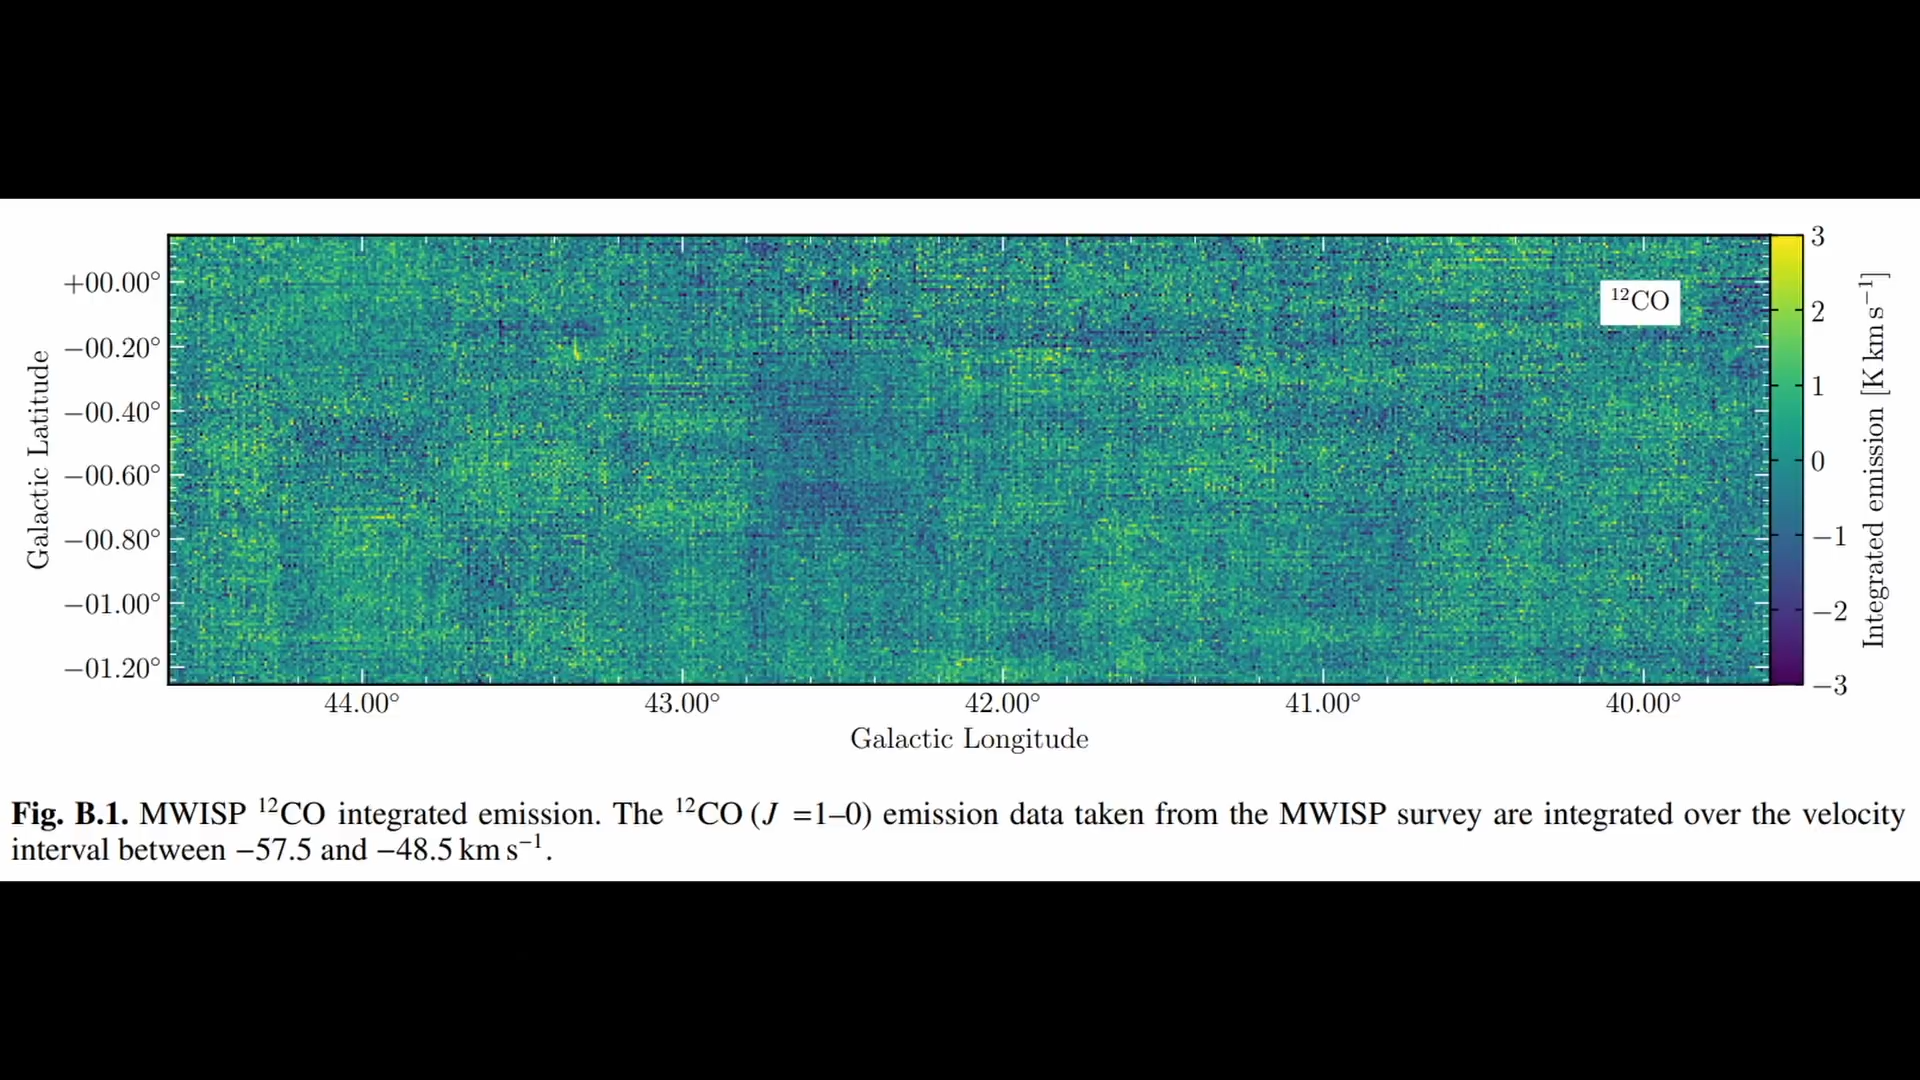 3
+00.00°
¹²CO
2
−00.20°
1
−00.40°
0
−00.60°
−1
−00.80°
−2
−01.00°
−3
−01.20°
Galactic Latitude
Integrated emission [K km s⁻¹]
44.00° 43.00° 42.00° 41.00° 40.00°
Galactic Longitude
Fig. B.1. MWISP ¹²CO integrated emission. The ¹²CO (J =1–0) emission data taken from the MWISP survey are integrated over the velocity
interval between −57.5 and −48.5 km s⁻¹.